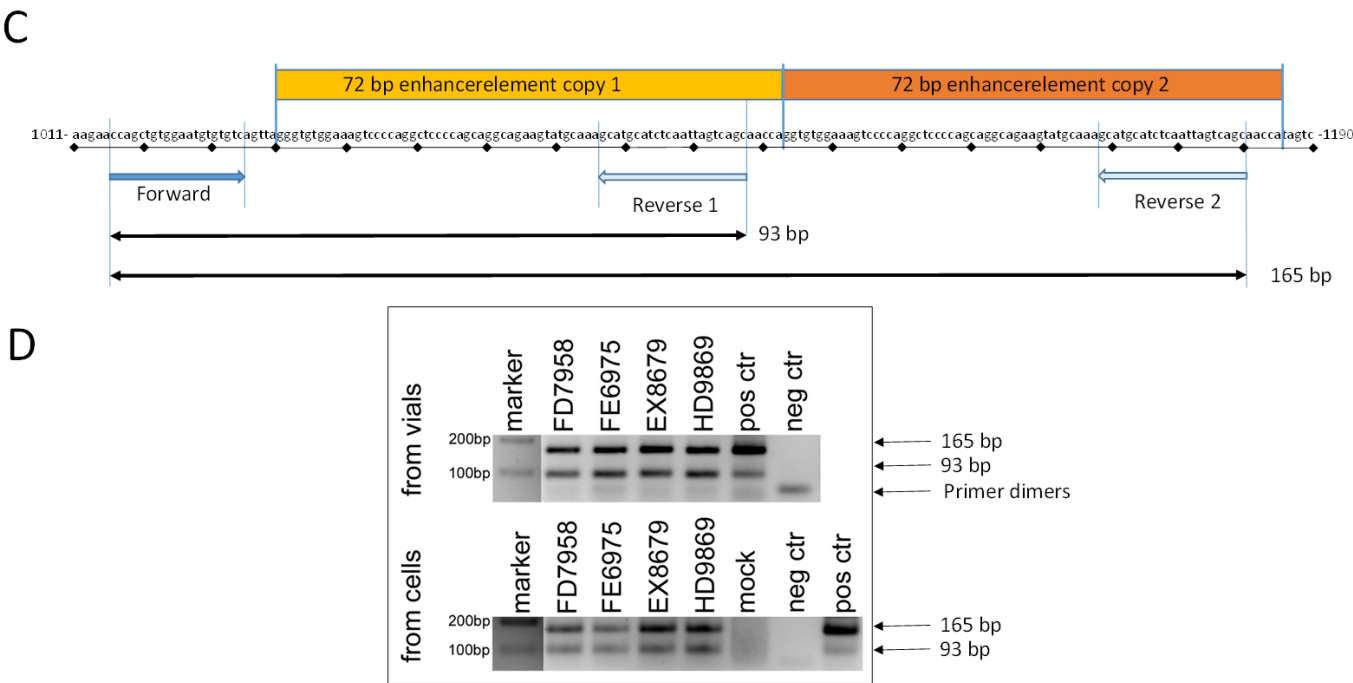 C
72 bp enhancerelement copy 1
72 bp enhancerelement copy 2
1011- aagaaccagctgtggaatgtgtgtcagttagggtgtggaaagtccccaggctccccagcaggcagaagtatgcaaagcatgcatctcaattagtcagcaaccaggtgtggaaagtccccaggctccccagcaggcagaagtatgcaaagcatgcatctcaattagtcagcaaccatagtc -1190
Forward
Reverse 1
Reverse 2
93 bp
165 bp
D
from vials
marker
FD7958
FE6975
EX8679
HD9869
pos ctr
neg ctr
200bp
100bp
165 bp
93 bp
Primer dimers
from cells
marker
FD7958
FE6975
EX8679
HD9869
mock
neg ctr
pos ctr
200bp
100bp
165 bp
93 bp